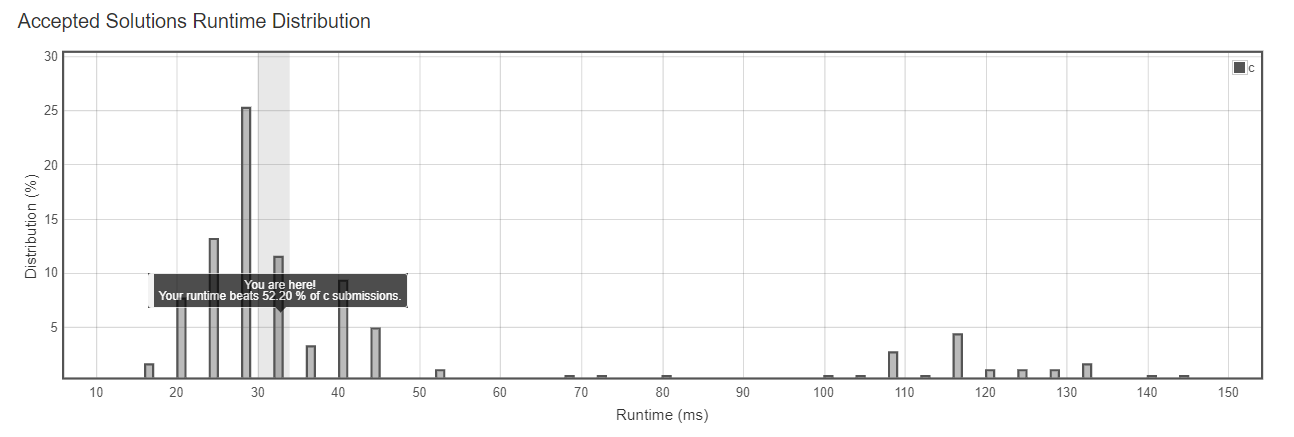 Accepted Solutions Runtime Distribution
30
c
25
20
15
10
5
Distribution (%)
You are here!
Your runtime beats 52.20 % of c submissions.
10 20 30 40 50 60 70 80 90 100 110 120 130 140 150
Runtime (ms)